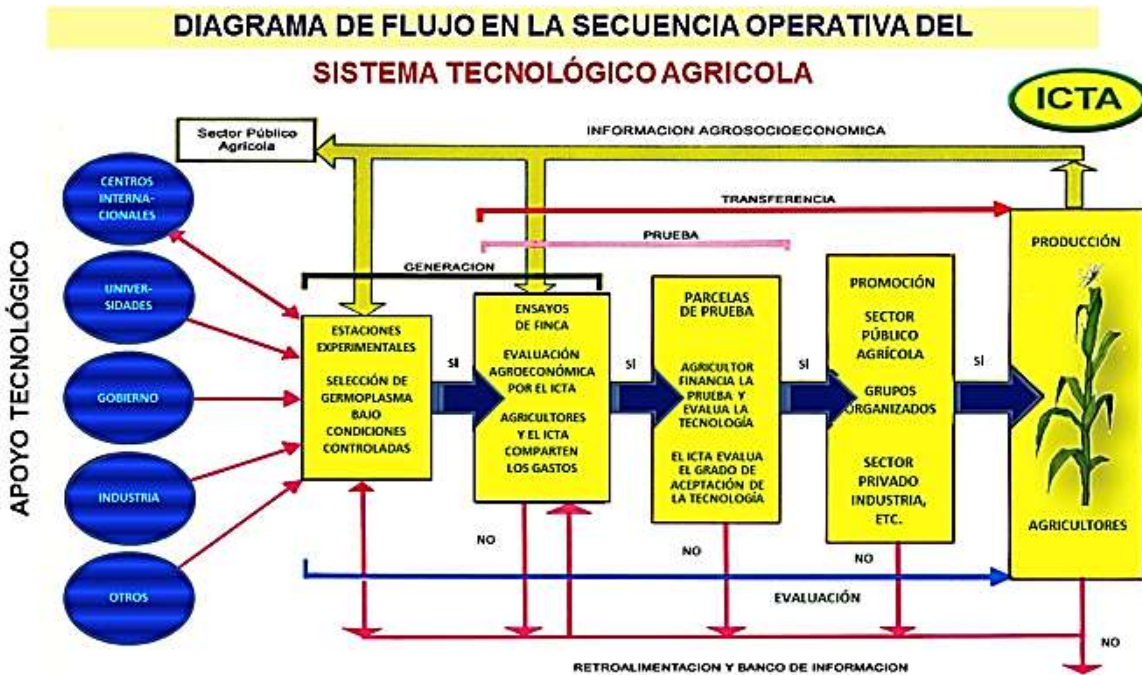 DIAGRAMA DE FLUJO EN LA SECUENCIA OPERATIVA DEL
SISTEMA TECNOLÓGICO AGRICOLA
ICTA
Sector Público
Agrícola
INFORMACION AGROSOCIOECONOMICA
APOYO TECNOLÓGICO
CENTROS
INTERNA-
CIONALES
UNIVER-
SIDADES
GOBIERNO
INDUSTRIA
OTROS
TRANSFERENCIA
PRUEBA
GENERACION
ESTACIONES
EXPERIMENTALES
SELECCIÓN DE
GERMOPLASMA
BAJO
CONDICIONES
CONTROLADAS
SÍ
ENSAYOS
DE FINCA
EVALUACIÓN
AGROECONÓMICA
POR EL ICTA
AGRICULTORES
Y EL ICTA
COMPARTEN
LOS GASTOS
SÍ
PARCELAS
DE PRUEBA
AGRICULTOR
FINANCIA LA
PRUEBA Y
EVALUA LA
TECNOLOGÍA
EL ICTA EVALUA
EL GRADO DE
ACEPTACIÓN DE
LA TECNOLOGÍA
SÍ
PROMOCIÓN
SECTOR
PÚBLICO
AGRÍCOLA
GRUPOS
ORGANIZADOS
SECTOR
PRIVADO
INDUSTRIA,
ETC.
SÍ
PRODUCCIÓN
AGRICULTORES
NO
NO
NO
EVALUACIÓN
NO
RETROALIMENTACION Y BANCO DE INFORMACION